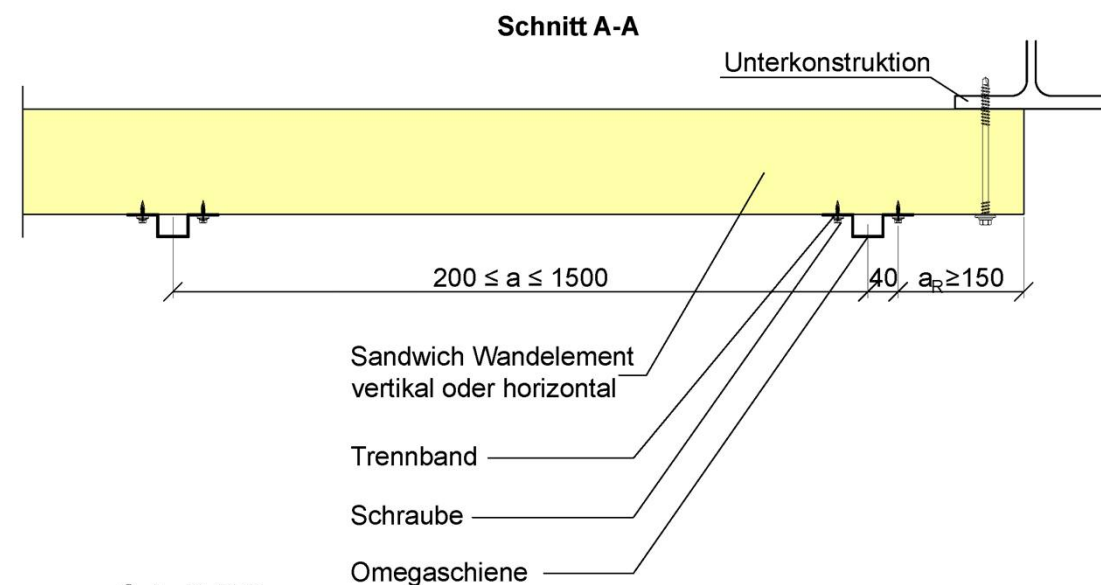 Schnitt A-A
Unterkonstruktion
200 ≤ a ≤ 1500
40
aR≥150
Sandwich Wandelement
vertikal oder horizontal
Trennband
Schraube
Omegaschiene